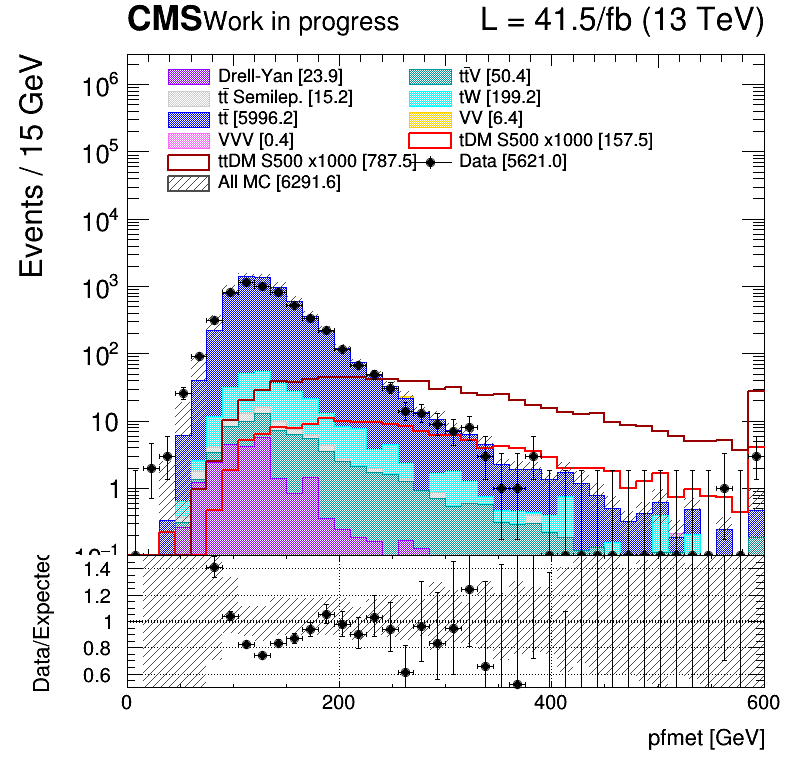 CMS Work in progress L = 41.5/fb (13 TeV)
Events / 15 GeV
Drell-Yan [23.9] tt̄V [50.4]
tt̄ Semilep. [15.2] tW [199.2]
tt̄ [5996.2] VV [6.4]
VVV [0.4] tDM S500 x1000 [157.5]
ttDM S500 x1000 [787.5] Data [5621.0]
All MC [6291.6]
10⁶
10⁵
10⁴
10³
10²
10
1
10⁻¹
Data/Expected
1.4
1.2
1
0.8
0.6
0 200 400 600
pfmet [GeV]